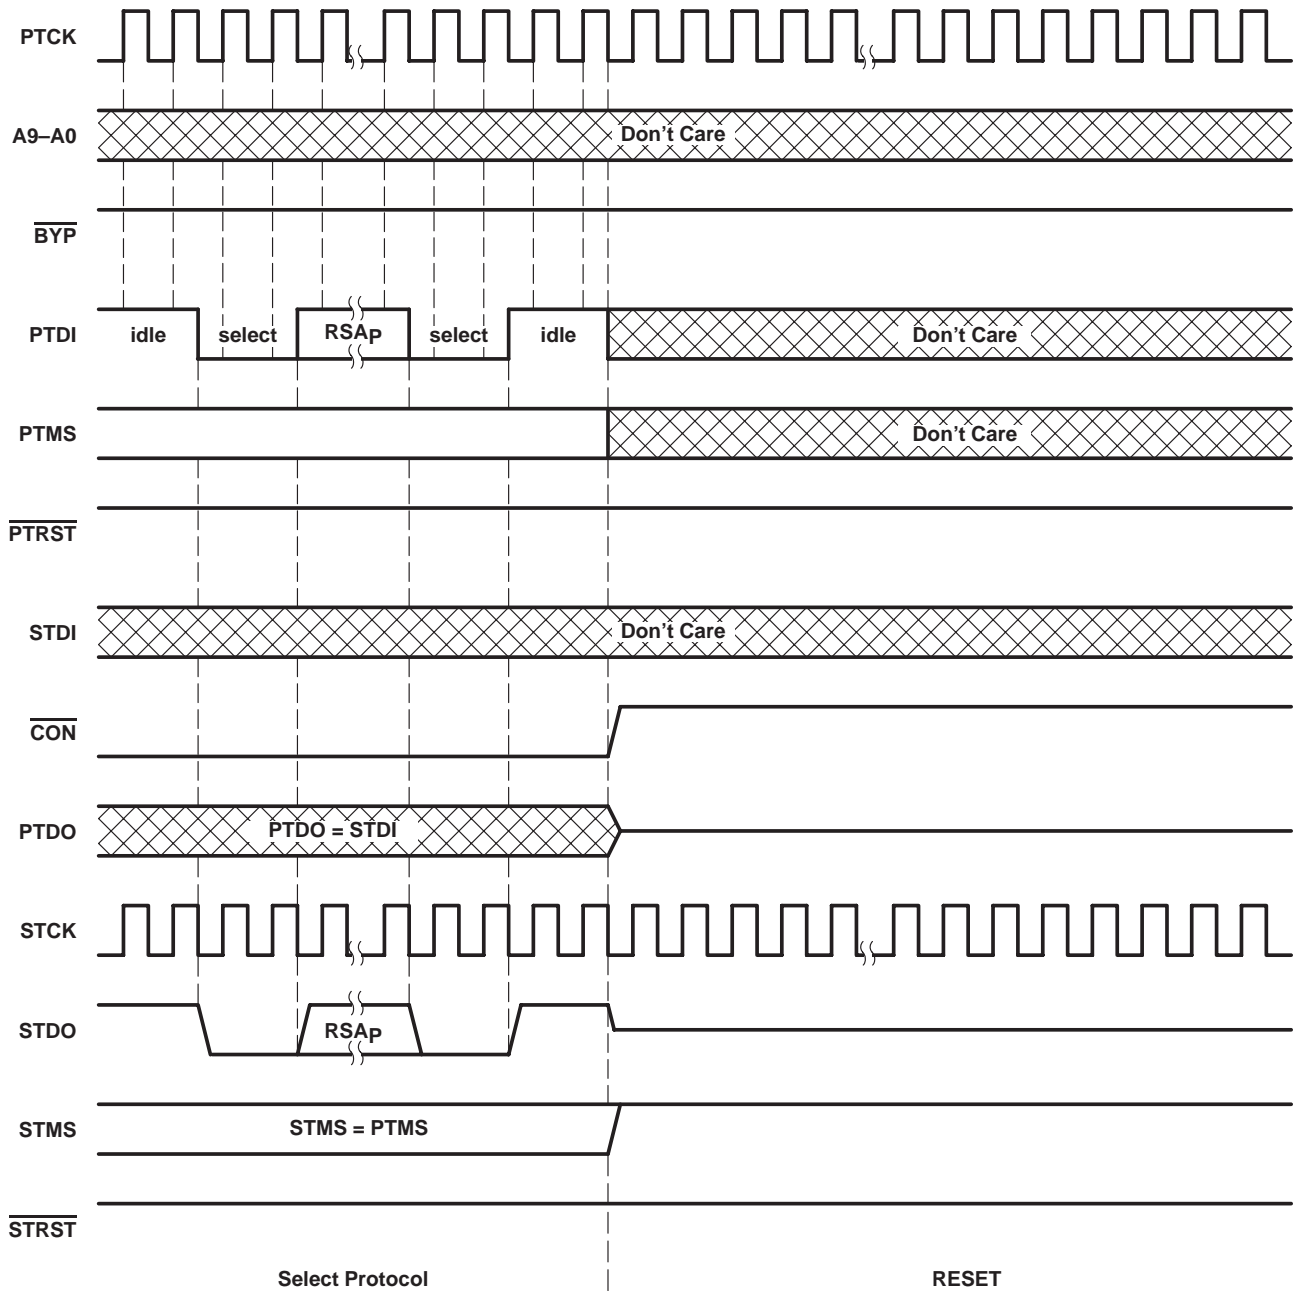 PTCK
A9–A0
Don't Care
BYP
PTDI
idle
select
RSAP
select
idle
Don't Care
PTMS
Don't Care
PTRST
STDI
Don't Care
CON
PTDO
PTDO = STDI
STCK
STDO
RSAP
STMS
STMS = PTMS
STRST
Select Protocol
RESET